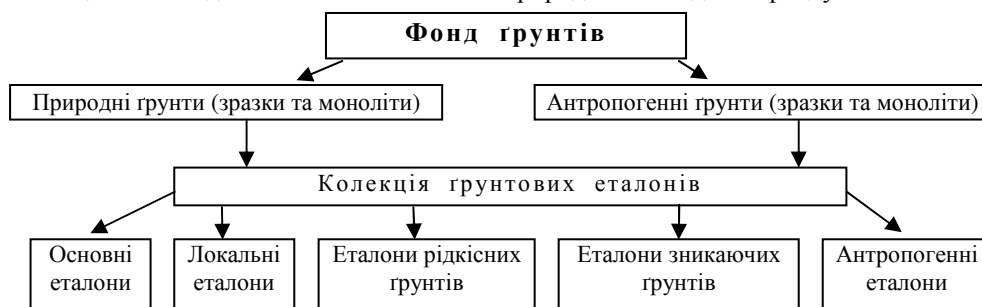 Фонд ґрунтів
Природні ґрунти (зразки та моноліти) Антропогенні ґрунти (зразки та моноліти)
Колекція ґрунтових еталонів
Основні
еталони
Локальні
еталони
Еталони рідкісних
ґрунтів
Еталони зникаючих
ґрунтів
Антропогенні
еталони